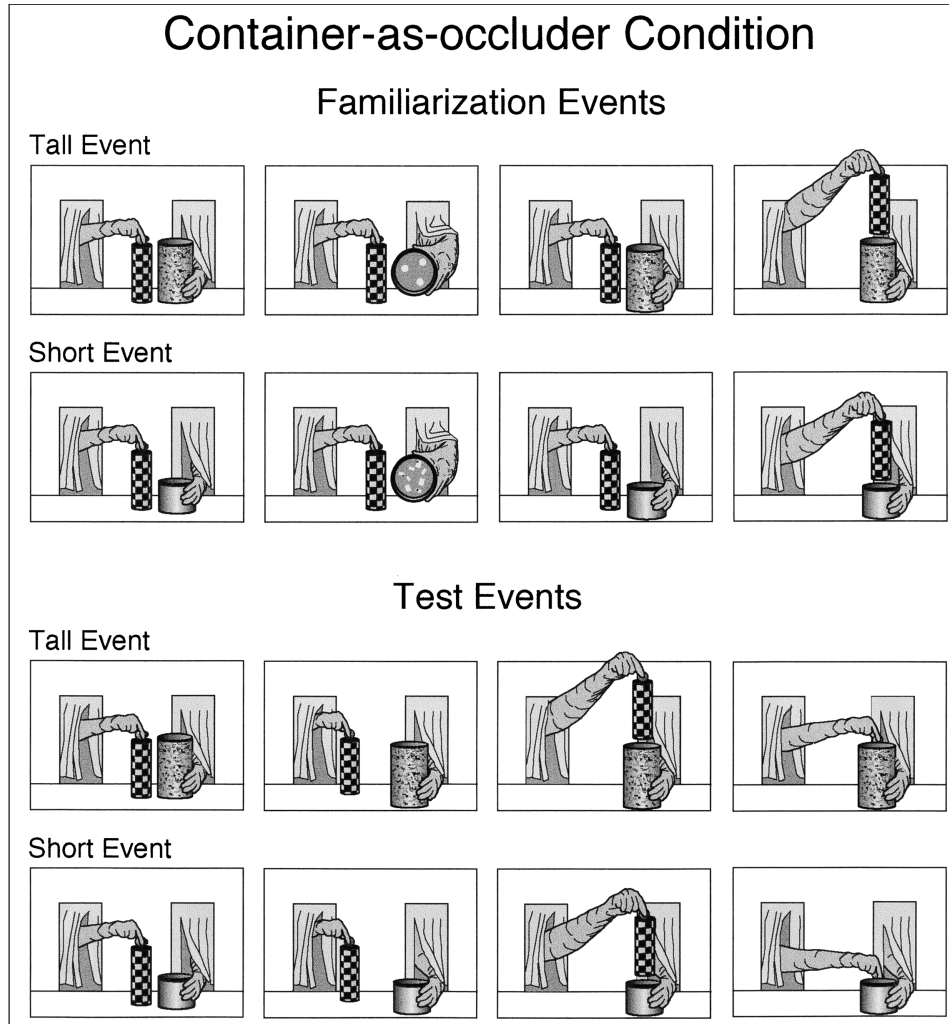 Container-as-occluder Condition
Familiarization Events
Tall Event
Short Event
Test Events
Tall Event
Short Event